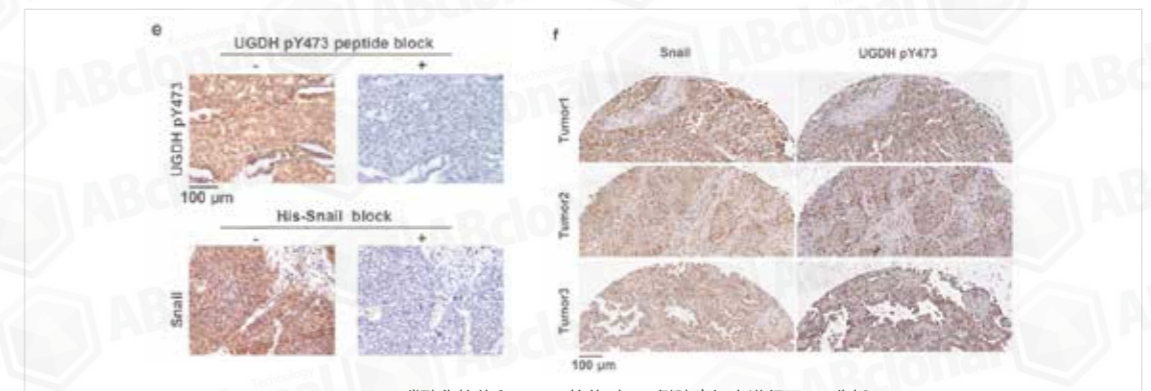 e
UGDH pY473 peptide block
- +
UGDH pY473
100 μm
His-Snail block
- +
Snail
f
Snail UGDH pY473
Tumor1
Tumor2
Tumor3
100 μm
ABclonal